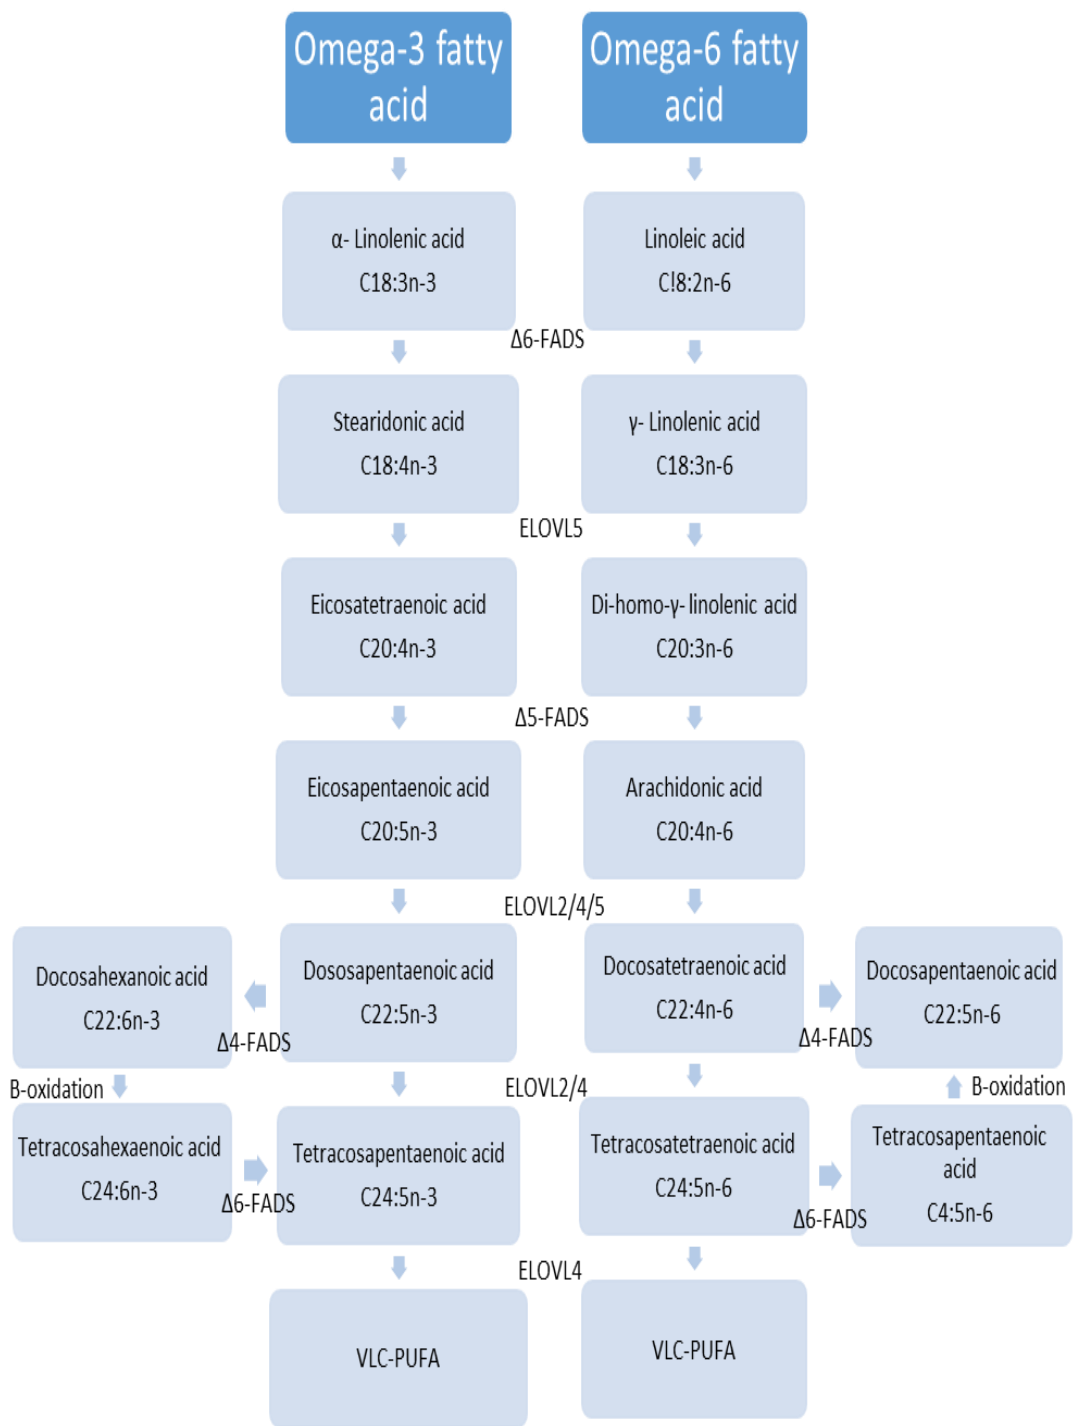 Omega-3 fatty
acid
Omega-6 fatty
acid
α- Linolenic acid
C18:3n-3
Linoleic acid
C!8:2n-6
Δ6-FADS
Stearidonic acid
C18:4n-3
γ- Linolenic acid
C18:3n-6
ELOVL5
Eicosatetraenoic acid
C20:4n-3
Di-homo-γ- linolenic acid
C20:3n-6
Δ5-FADS
Eicosapentaenoic acid
C20:5n-3
Arachidonic acid
C20:4n-6
ELOVL2/4/5
Docosahexanoic acid
C22:6n-3
Dososapentaenoic acid
C22:5n-3
Docosatetraenoic acid
C22:4n-6
Docosapentaenoic acid
C22:5n-6
Δ4-FADS
Δ4-FADS
B-oxidation
ELOVL2/4
B-oxidation
Tetracosahexaenoic acid
C24:6n-3
Tetracosapentaenoic acid
C24:5n-3
Tetracosatetraenoic acid
C24:5n-6
Tetracosapentaenoic
acid
C4:5n-6
Δ6-FADS
Δ6-FADS
ELOVL4
VLC-PUFA
VLC-PUFA